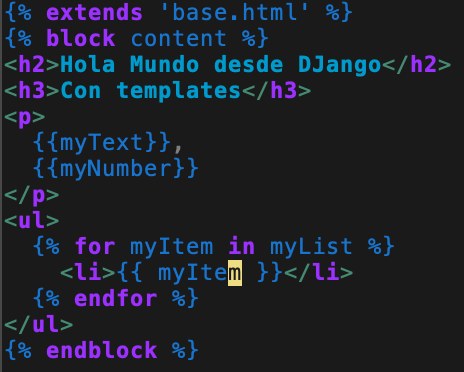 {% extends 'base.html' %}
{% block content %}
<h2>Hola Mundo desde DJango</h2>
<h3>Con templates</h3>
<p>
  {{myText}},
  {{myNumber}}
</p>
<ul>
  {% for myItem in myList %}
    <li>{{ myItem }}</li>
  {% endfor %}
</ul>
{% endblock %}